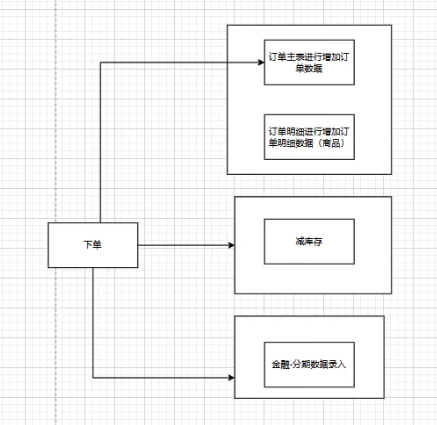 订单主表进行增加订
单数据
订单明细进行增加订
单明细数据（商品）
下单
减库存
金融-分期数据录入